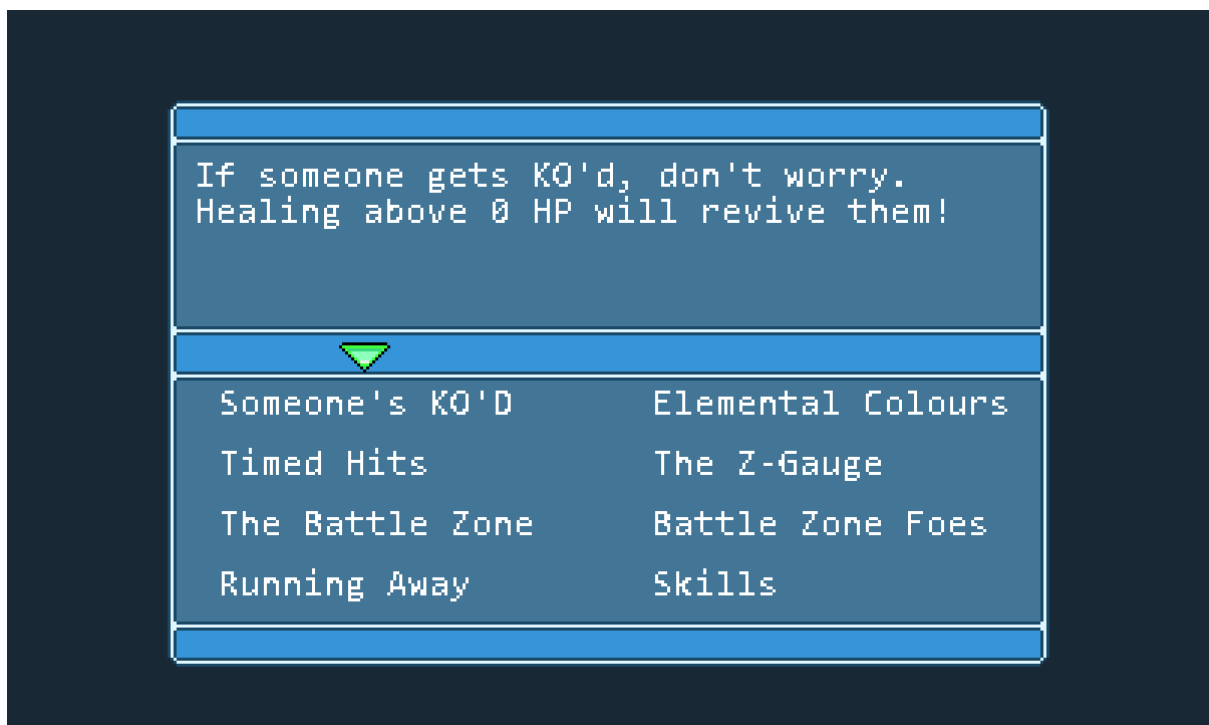 If someone gets KO'd, don't worry.
Healing above 0 HP will revive them!
Someone's KO'D Elemental Colours
Timed Hits The Z-Gauge
The Battle Zone Battle Zone Foes
Running Away Skills